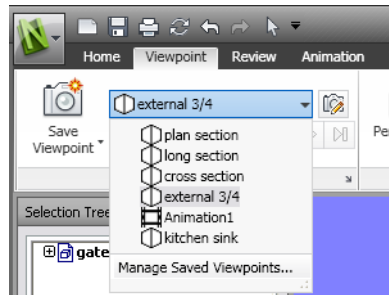 Home Viewpoint Review Animation
external 3/4
Save
Viewpoint
plan section
long section
cross section
external 3/4
Animation1
kitchen sink
Manage Saved Viewpoints...
Selection Tree
gate